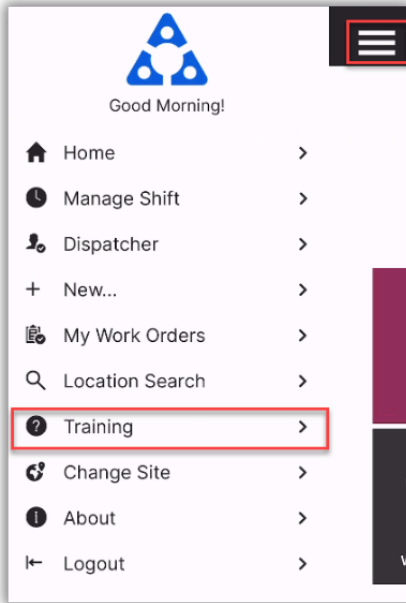 Good Morning!
Home
Manage Shift
Dispatcher
New...
My Work Orders
Location Search
Training
Change Site
About
Logout